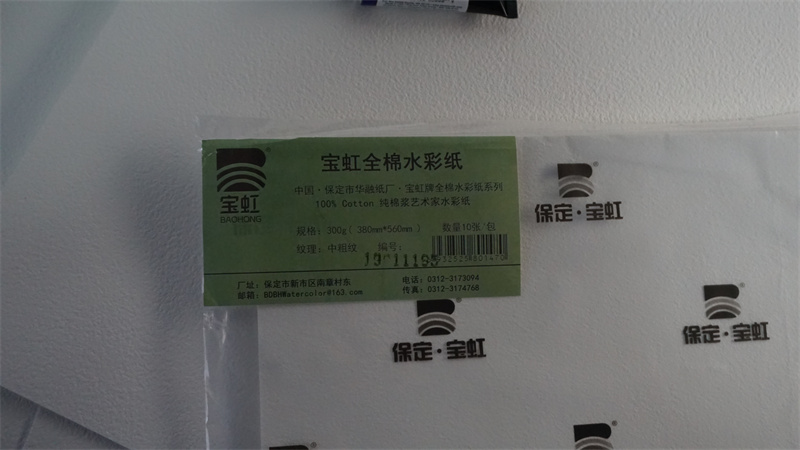 宝虹全棉水彩纸
宝虹
BAOHONG
中国·保定市华融纸厂·宝虹牌全棉水彩纸系列
100% Cotton 纯棉浆艺术家水彩纸
规格：300g( 380mm*560mm ) 数量10张/包
纹理：中粗纹 编号：
厂址：保定市新市区南章村东 电话：0312-3173094
邮箱：BDBHWatercolor@163.com 传真：0312-3174768
保定·宝虹
保定·宝虹
保定·宝虹